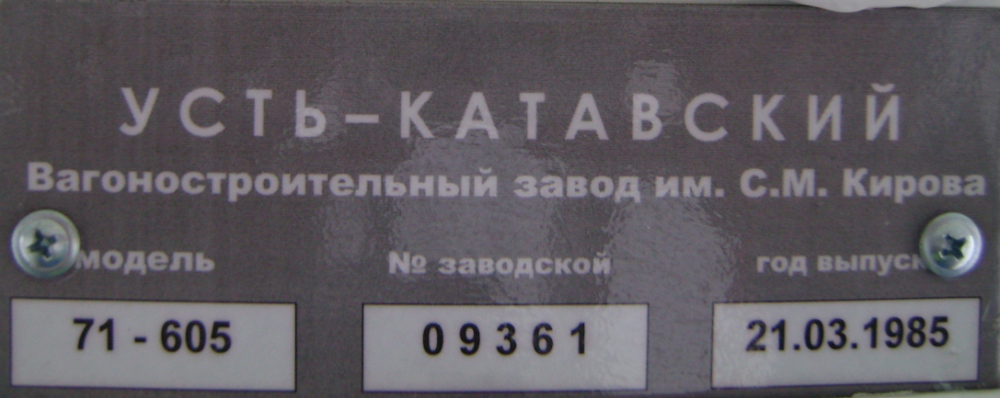 УСТЬ-КАТАВСКИЙ
Вагоностроительный завод им. С.М. Кирова
модель № заводской год выпуск
71 - 605 0 9 3 6 1 21.03.1985